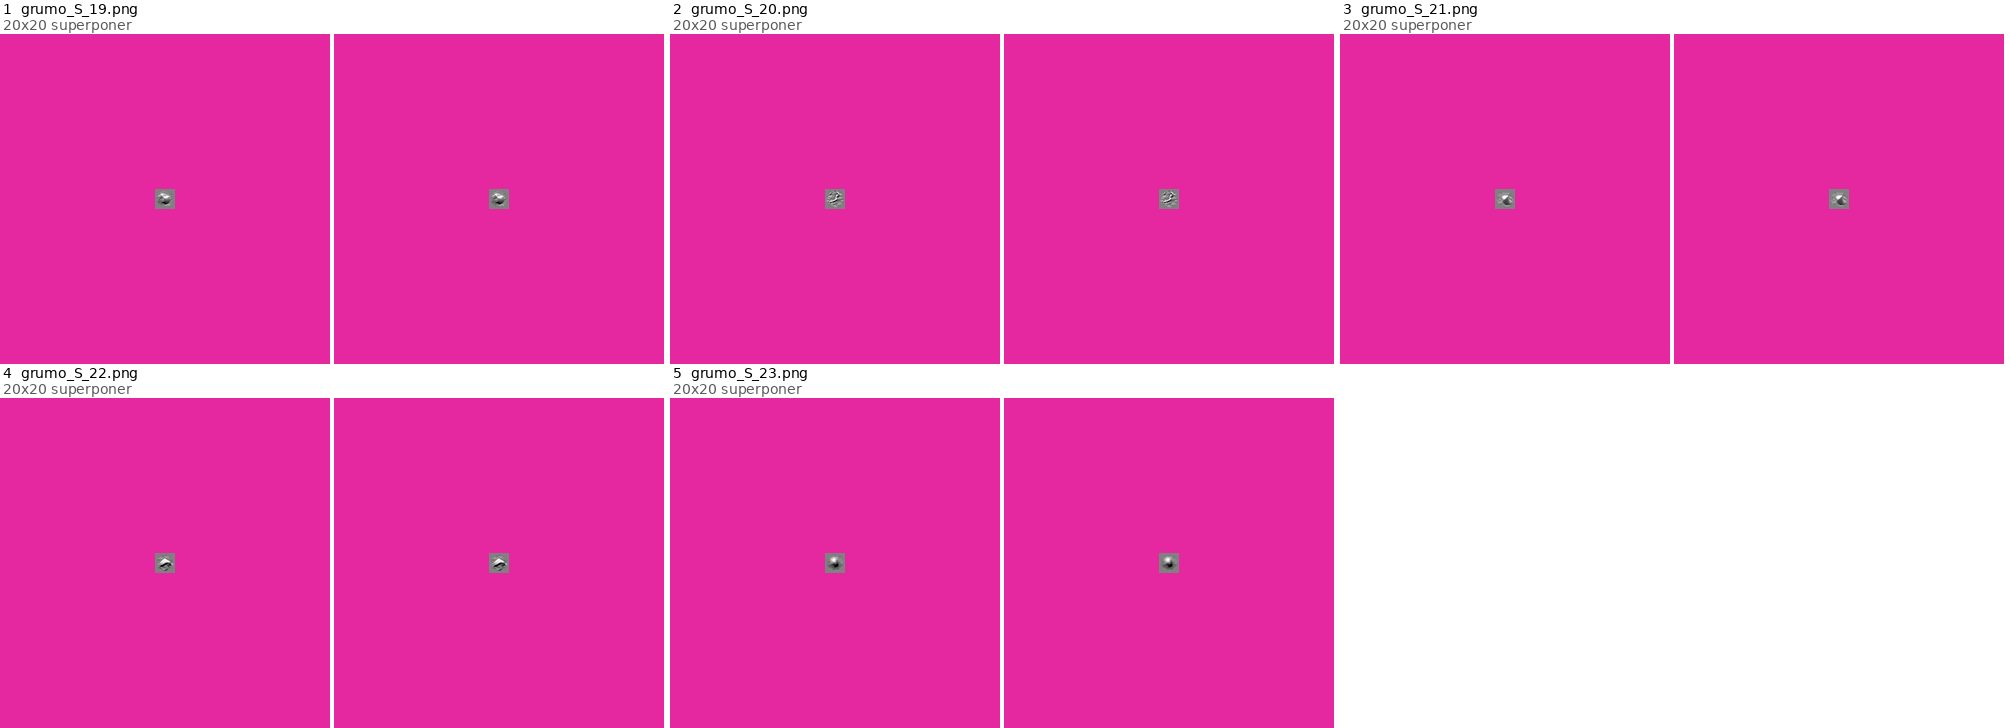 1 grumo_S_19.png
20x20 superponer
2 grumo_S_20.png
20x20 superponer
3 grumo_S_21.png
20x20 superponer
4 grumo_S_22.png
20x20 superponer
5 grumo_S_23.png
20x20 superponer